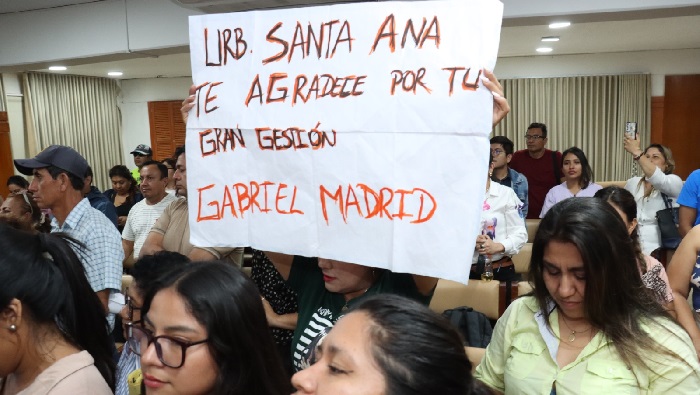 URB. SANTA ANA
TE AGRADECE POR TU
GRAN GESTIÓN
GABRIEL MADRID